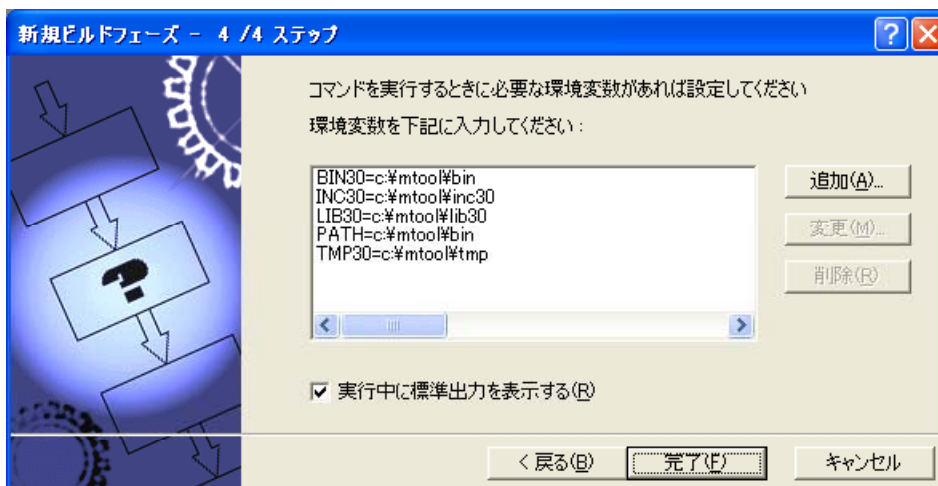 新規ビルドフェーズ - 4 /4 ステップ
コマンドを実行するときに必要な環境変数があれば設定してください
環境変数を下記に入力してください：
BIN30=c:¥mtool¥bin
INC30=c:¥mtool¥inc30
LIB30=c:¥mtool¥lib30
PATH=c:¥mtool¥bin
TMP30=c:¥mtool¥tmp
追加(A)...
変更(M)...
削除(R)
実行中に標準出力を表示する(R)
< 戻る(B)
完了(F)
キャンセル